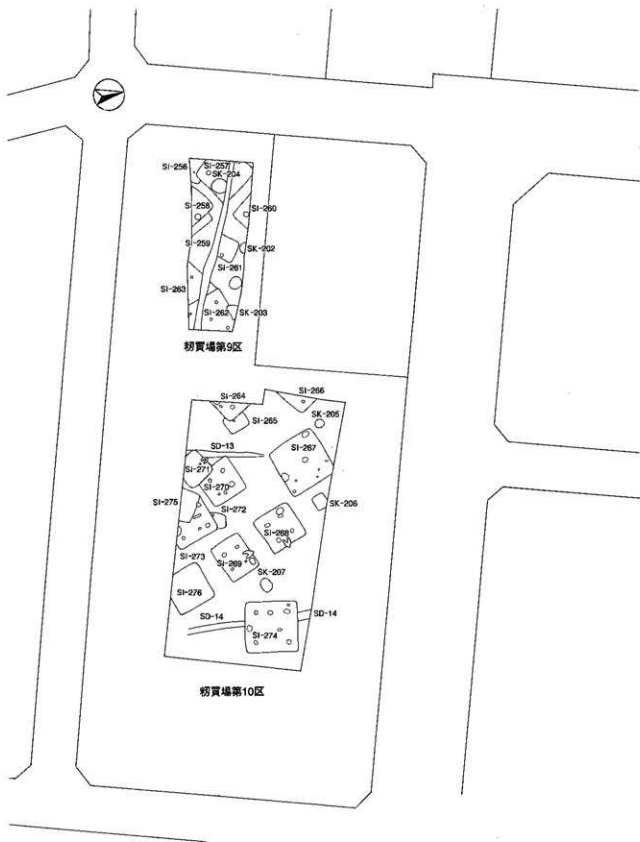 SI-256
SI-257
SK-204
SI-258
SI-260
SI-259
SK-202
SI-261
SI-263
SI-262
SK-203
籾買場第9区
SI-264
SI-266
SI-265
SK-205
SD-13
SI-267
SI-271
SI-270
SI-275
SK-206
SI-272
SI-268
SI-273
SI-269
SK-207
SI-276
SD-14
SD-14
SI-274
籾買場第10区